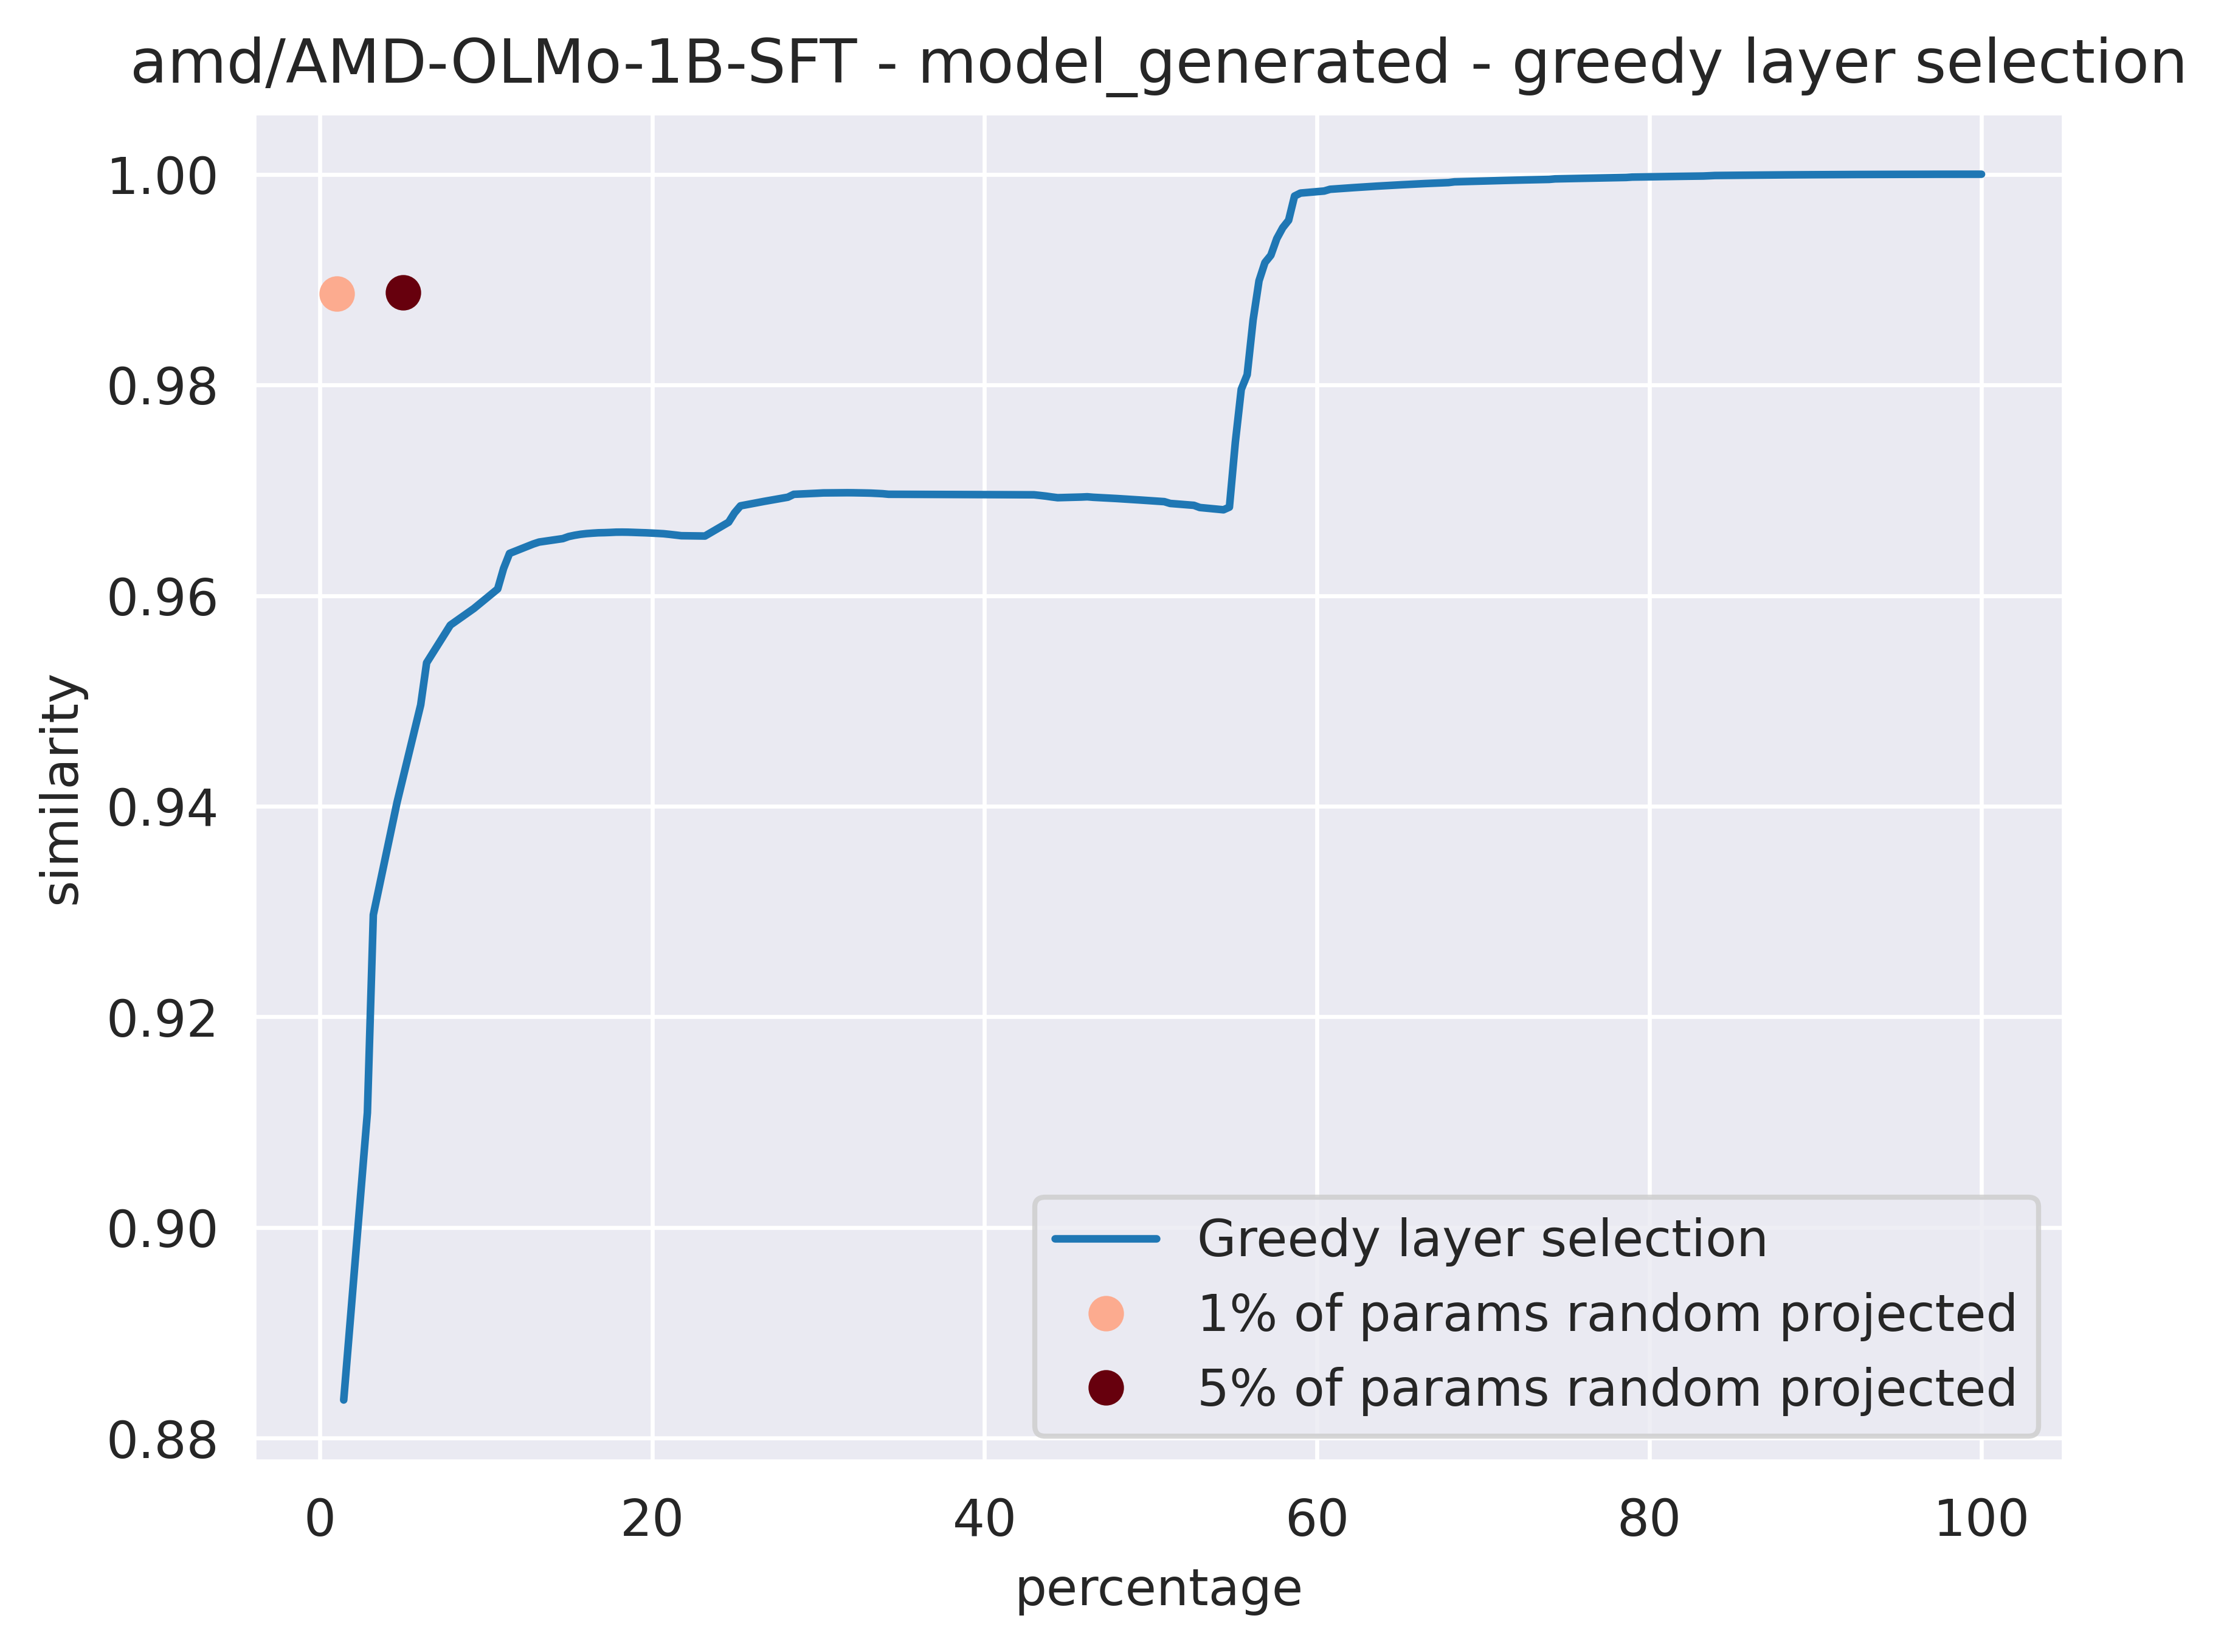 amd/AMD-OLMo-1B-SFT - model_generated - greedy layer selection
1.00
0.98
0.96
0.94
0.92
0.90
0.88
similarity
Greedy layer selection
1% of params random projected
5% of params random projected
0 20 40 60 80 100
percentage